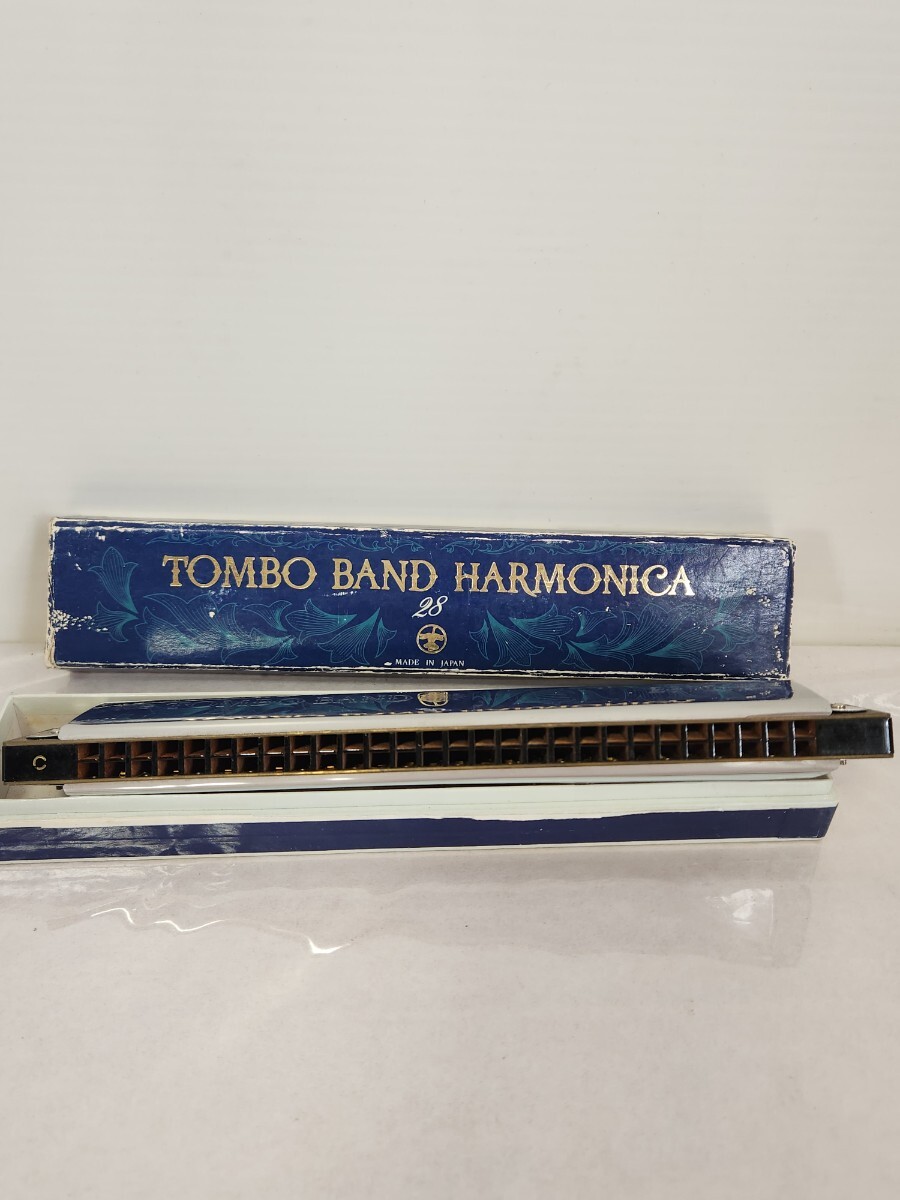 TOMBO BAND HARMONICA
28
MADE IN JAPAN
C